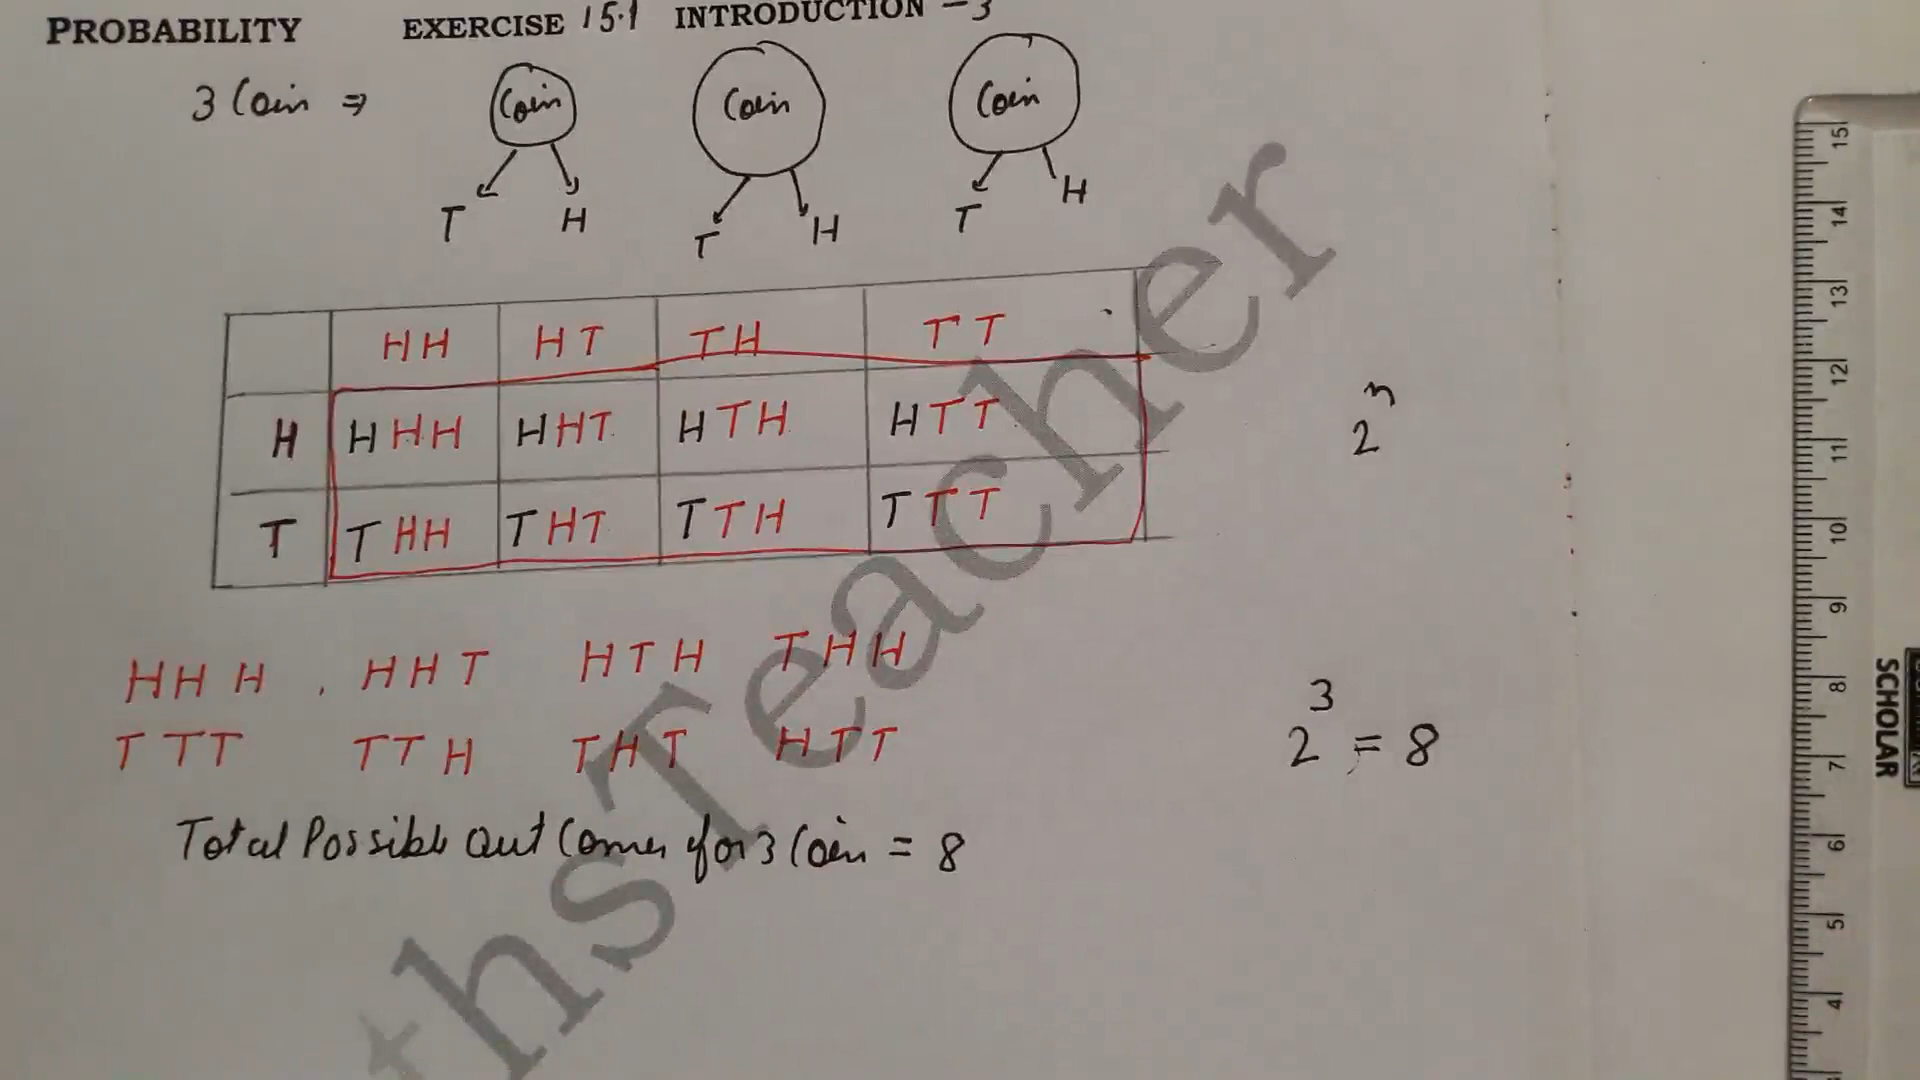 PROBABILITY EXERCISE 15.1 INTRODUCTION - 3
3 Coin ⇒ Coin Coin Coin
T H T H T H
HH HT TH TT
H HHH HHT HTH HTT
T THH THT TTH TTT
2ⁿ
HHH , HHT HTH THH
TTT TTH THT HTT
2³ = 8
Total Possible Out Comes for 3 Coin = 8
thsTeacher
15 14 13 12 11 10 9 8 7 6 5 4
SCHOLAR